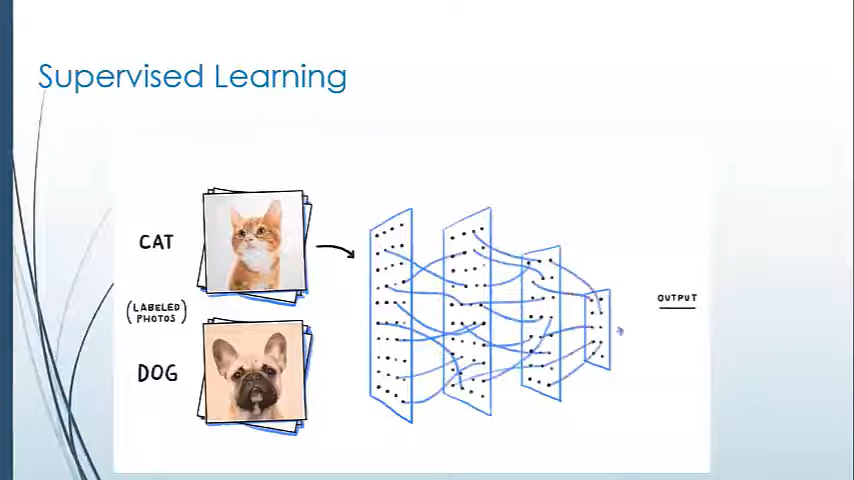 Supervised Learning
CAT
(LABELED
PHOTOS)
DOG
OUTPUT